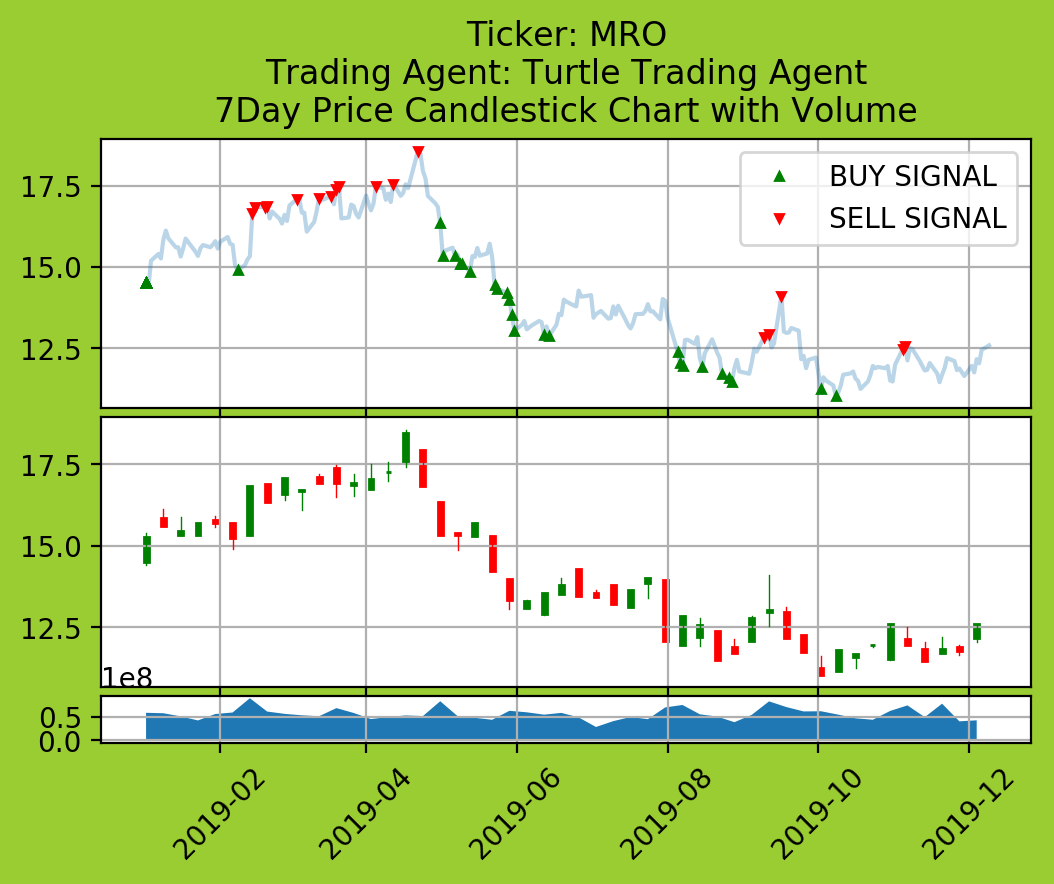 Ticker: MRO
Trading Agent: Turtle Trading Agent
7Day Price Candlestick Chart with Volume
BUY SIGNAL
SELL SIGNAL
17.5
15.0
12.5
17.5
15.0
12.5
1e8
0.5
0.0
2019-02
2019-04
2019-06
2019-08
2019-10
2019-12